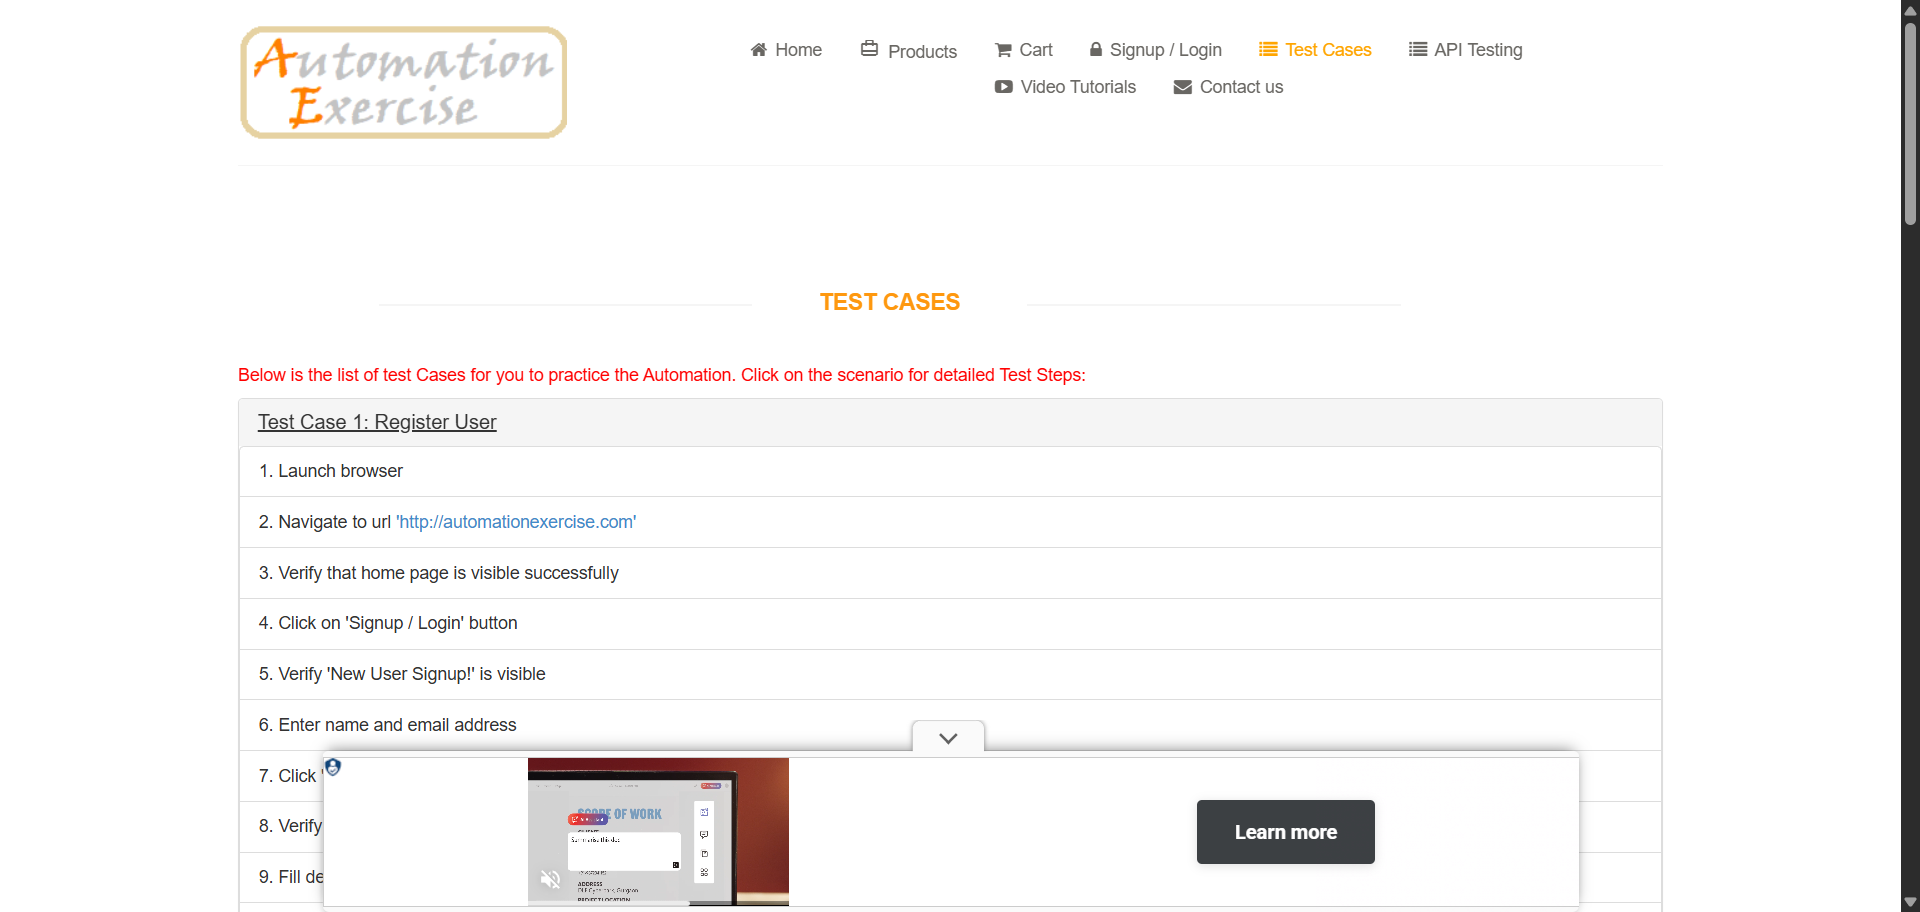 Automation
Exercise
Home
Products
Cart
Signup / Login
Test Cases
API Testing
Video Tutorials
Contact us
TEST CASES
Below is the list of test Cases for you to practice the Automation. Click on the scenario for detailed Test Steps:
Test Case 1: Register User
1. Launch browser
2. Navigate to url 'http://automationexercise.com'
3. Verify that home page is visible successfully
4. Click on 'Signup / Login' button
5. Verify 'New User Signup!' is visible
6. Enter name and email address
7. Click '
8. Verify
9. Fill de
SCOPE OF WORK
ADDRESS
PROJECT LOCATION
Learn more